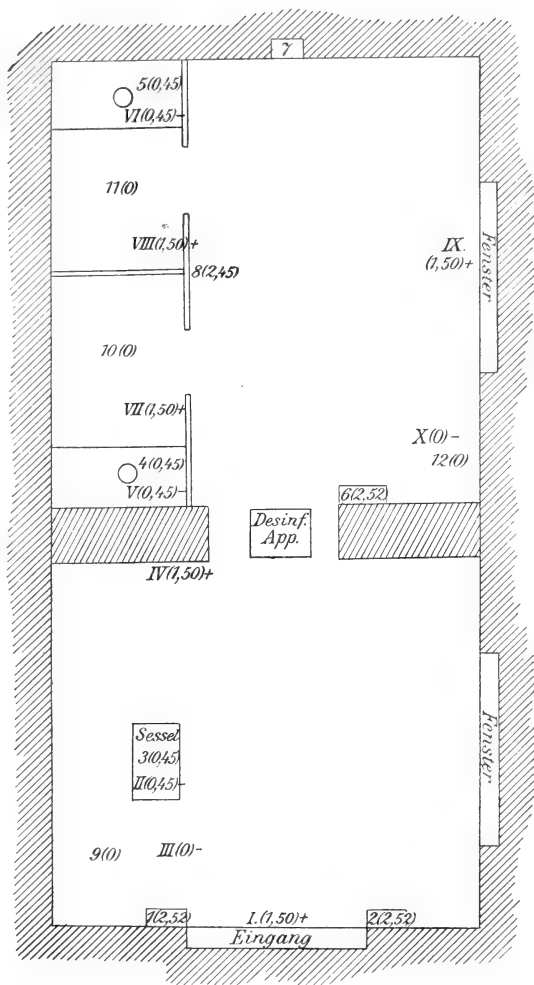 7
5(0,45)
VI(0,45)-
11(0)
VIII(1,50)+
8(2,45)
IX.
(1,50)+
Fenster
10(0)
VII(1,50)+
X(0)-
12(0)
4(0,45)
V(0,45)-
6(2,52)
Desinf.
App.
IV(1,50)+
Sessel
3(0,45)
II(0,45)-
Fenster
9(0)
III(0)-
1(2,52)
I.(1,50)+
2(2,52)
Eingang